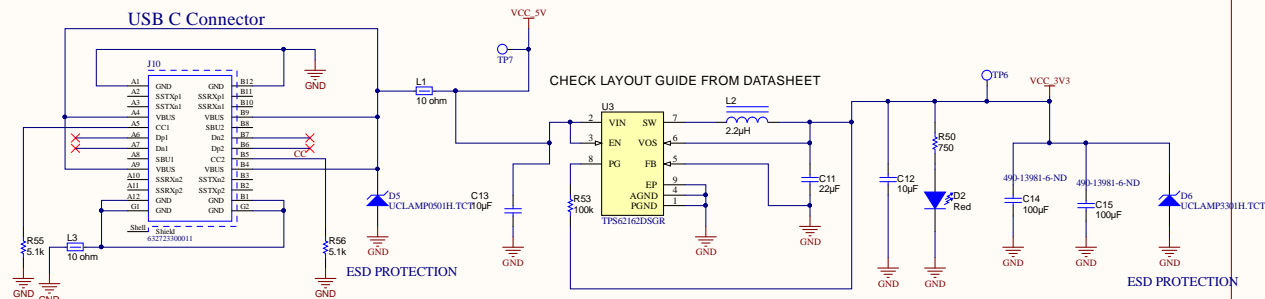 USB C Connector
VCC_5V
TP7
J10
A1 GND GND B12
A2 SSTXp1 SSRXp1 B11
A3 SSTXn1 SSRXn1 B10
A4 VBUS VBUS B9
A5 CC1 SBU2 B8
A6 Dp1 Dn2 B7
A7 Dn1 Dp2 B6
A8 SBU1 CC2 B5
A9 VBUS VBUS B4
A10 SSRXn2 SSTXn2 B3
A11 SSRXp2 SSTXp2 B2
A12 GND GND B1
G1 GND GND G2
Shell Shield
632723300011
CC
GND
L1
10 ohm
R55
5.1k
GND
L3
10 ohm
GND
R56
5.1k
GND
D5
UCLAMP0501H.TCT
GND
ESD PROTECTION
CHECK LAYOUT GUIDE FROM DATASHEET
C13
10µF
GND
R53
100k
U3
2 VIN SW 7
3 EN VOS 6
8 PG FB 5
EP 9
AGND 4
PGND 1
TPS62162DSGR
GND
L2
2.2µH
C11
22µF
GND
C12
10µF
GND
R50
750
D2
Red
GND
TP6
VCC_3V3
490-13981-6-ND
C14
100µF
GND
490-13981-6-ND
C15
100µF
GND
D6
UCLAMP3301H.TCT
GND
ESD PROTECTION